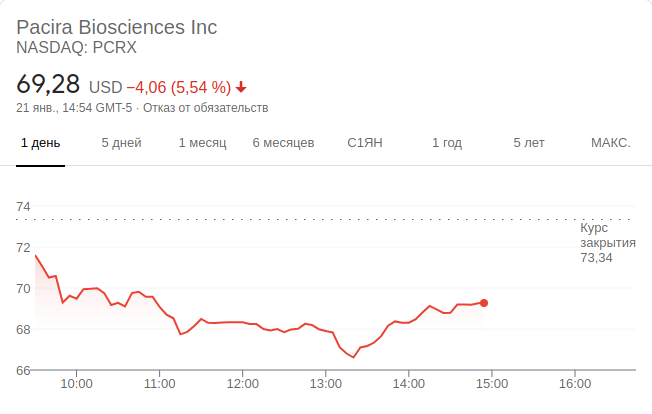 Pacira Biosciences Inc
NASDAQ: PCRX
69,28 USD −4,06 (5,54 %)
21 янв., 14:54 GMT-5 · Отказ от обязательств
1 день 5 дней 1 месяц 6 месяцев С1ЯН 1 год 5 лет МАКС.
74
Курс
закрытия
73,34
72
70
68
66
10:00 11:00 12:00 13:00 14:00 15:00 16:00